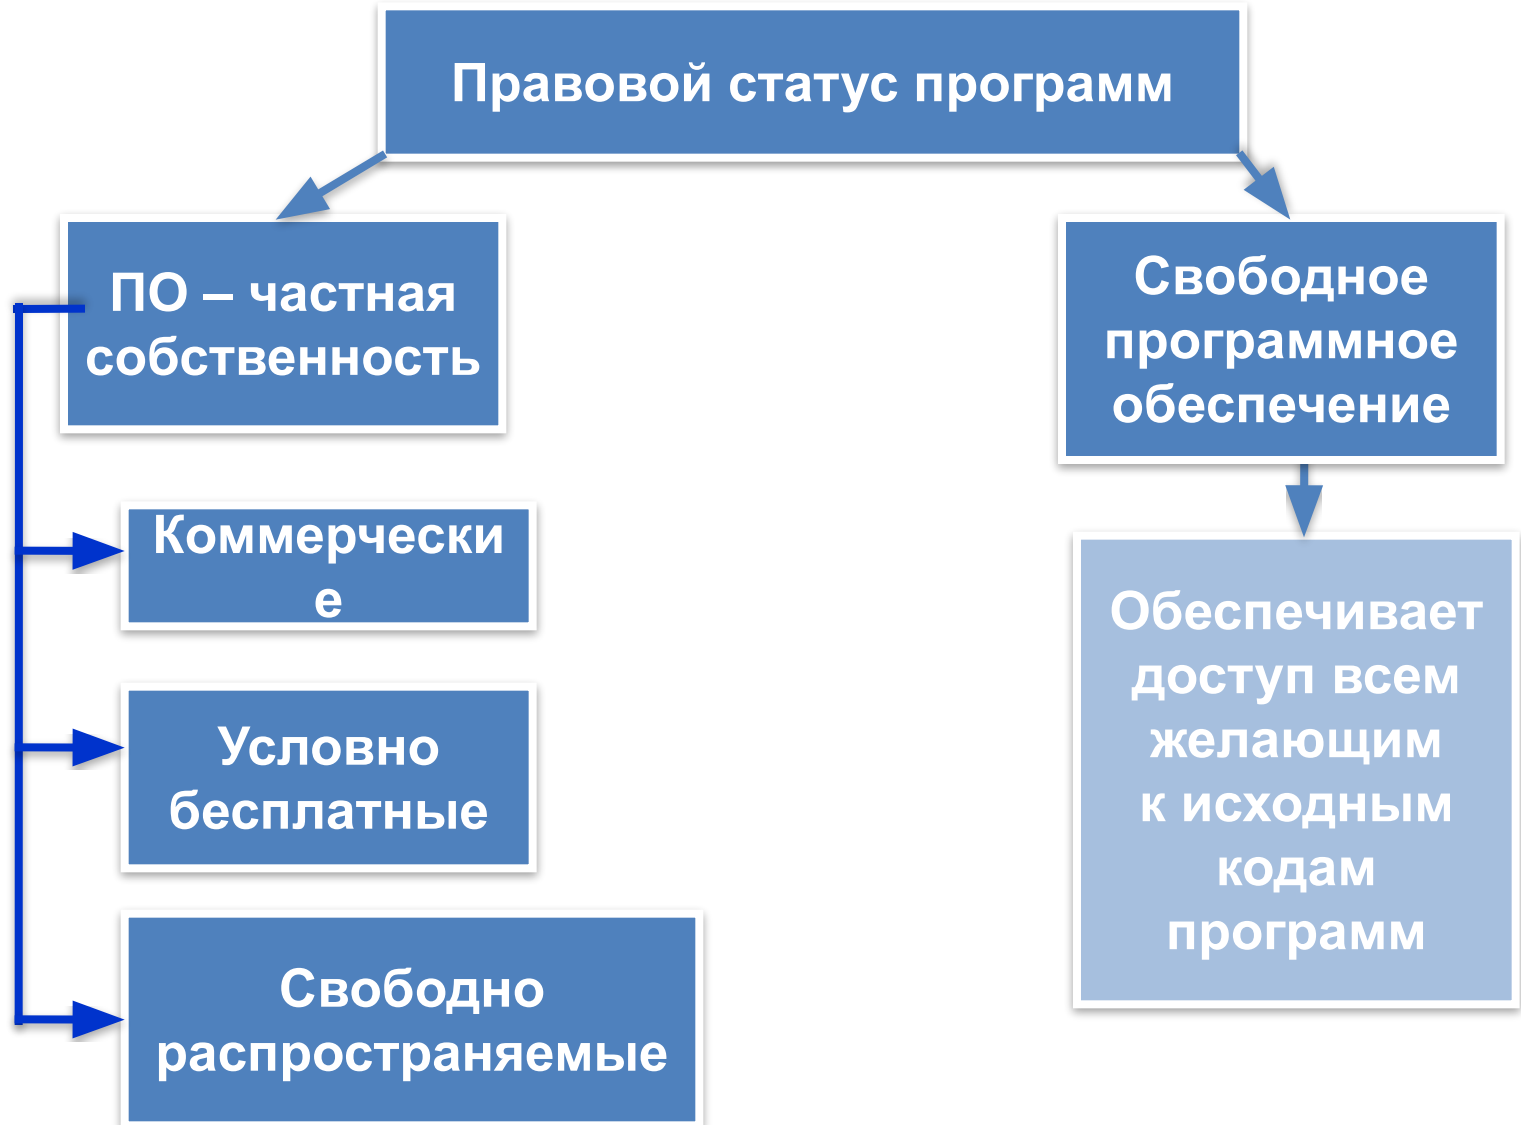 Правовой статус программ
ПО – частная
собственность
Коммерчески
е
Условно
бесплатные
Свободно
распространяемые
Свободное
программное
обеспечение
Обеспечивает
доступ всем
желающим
к исходным
кодам
программ